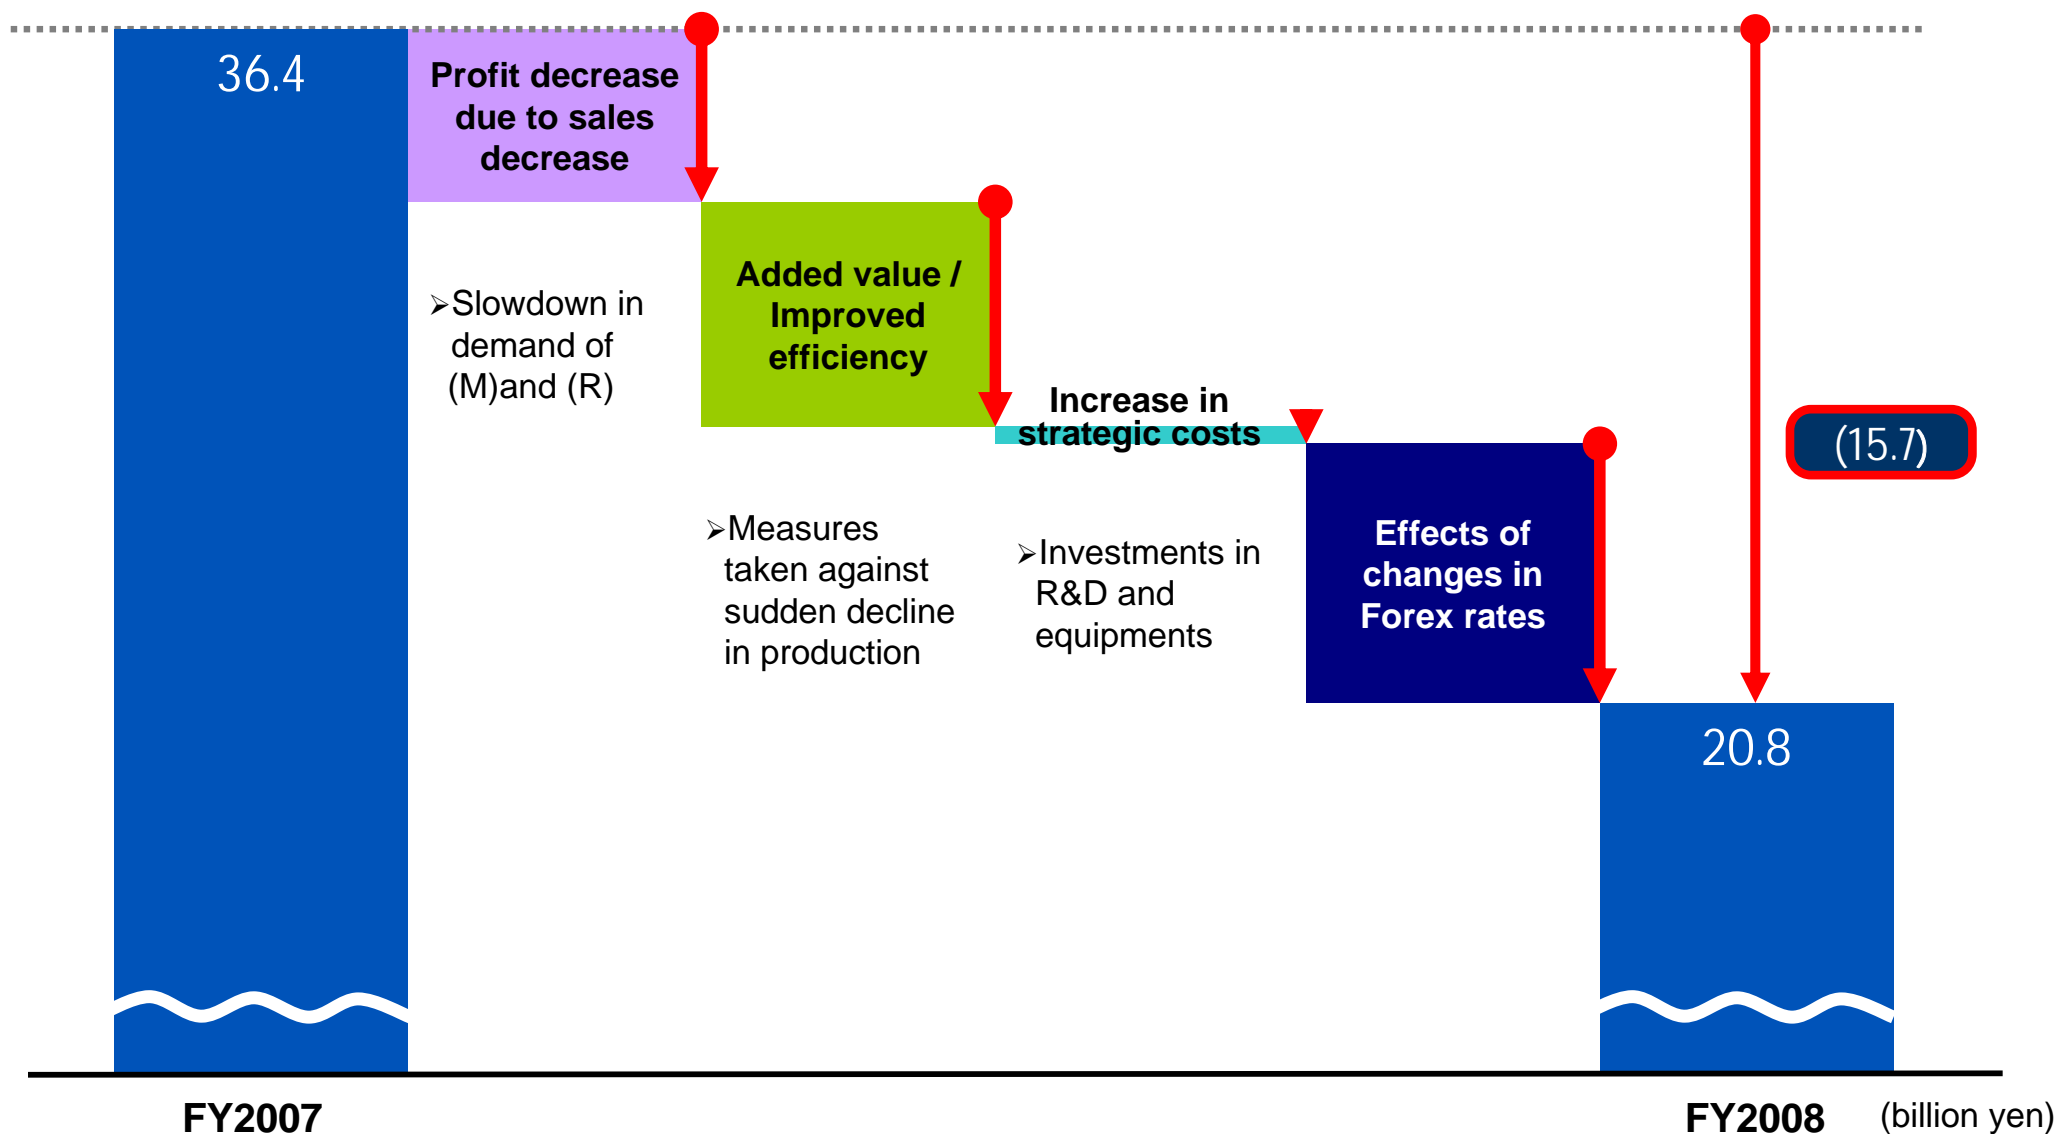 36.4
Profit decrease
due to sales
decrease
➢Slowdown in
demand of
(M)and (R)
Added value /
Improved
efficiency
➢Measures
taken against
sudden decline
in production
Increase in
strategic costs
➢Investments in
R&D and
equipments
Effects of
changes in
Forex rates
(15.7)
20.8
FY2007
FY2008
(billion yen)